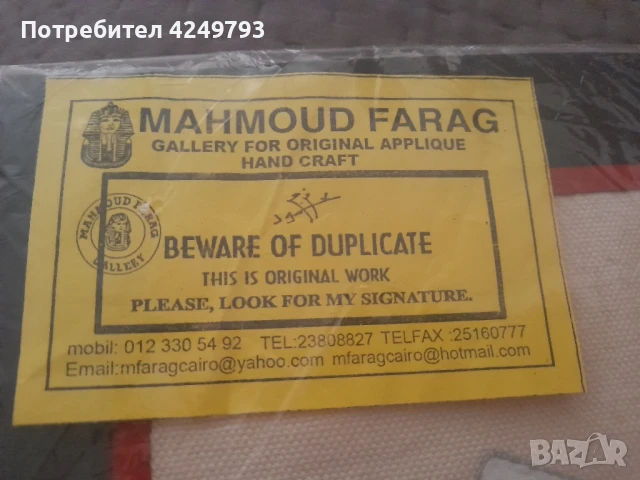 Потребител 4249793
MAHMOUD FARAG
GALLERY FOR ORIGINAL APPLIQUE
HAND CRAFT
MAHMOUD FARAG
GALLERY
BEWARE OF DUPLICATE
THIS IS ORIGINAL WORK
PLEASE, LOOK FOR MY SIGNATURE.
mobil: 012 330 54 92 TEL:23808827 TELFAX :25160777
Email:mfaragcairo@yahoo.com mfaragcairo@hotmail.com
BAZAR